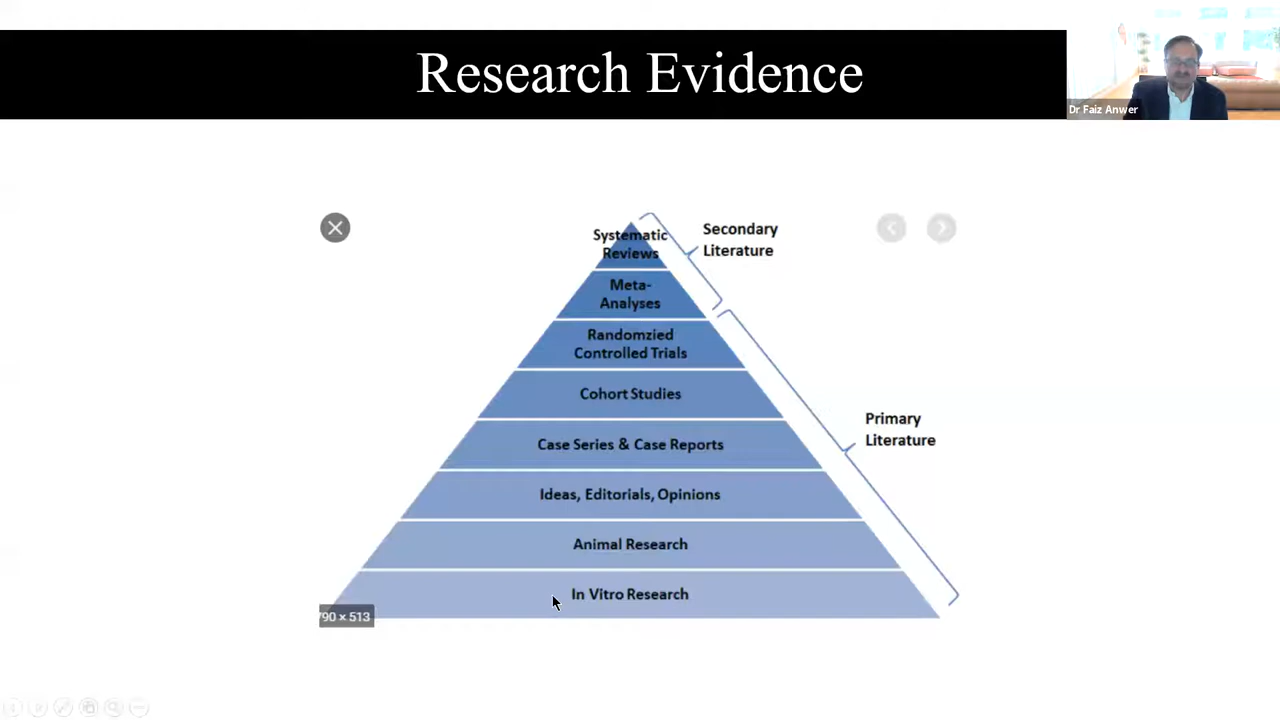 Research Evidence
Dr Faiz Anwer
Systematic
Reviews
Secondary
Literature
Meta-
Analyses
Randomzied
Controlled Trials
Cohort Studies
Primary
Literature
Case Series & Case Reports
Ideas, Editorials, Opinions
Animal Research
In Vitro Research
790 × 513